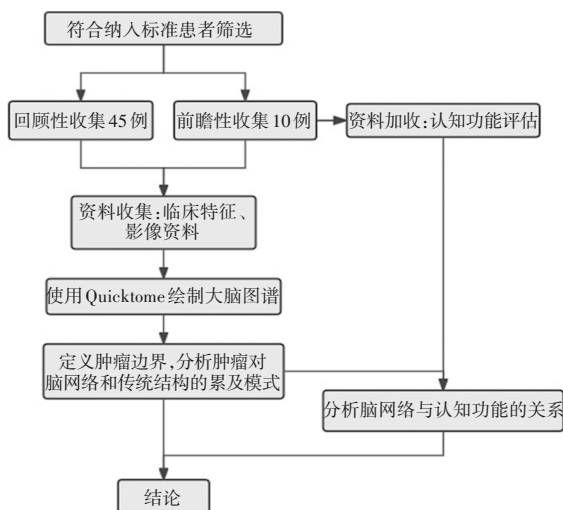 符合纳入标准患者筛选
回顾性收集45例
前瞻性收集10例
资料加收:认知功能评估
资料收集:临床特征、
影像资料
使用Quicktome绘制大脑图谱
定义肿瘤边界,分析肿瘤对
脑网络和传统结构的累及模式
分析脑网络与认知功能的关系
结论